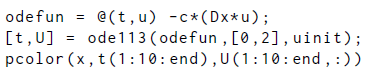 odefun = @(t,u) -c*(Dx*u);
[t,U] = ode113(odefun,[0,2],uinit);
pcolor(x,t(1:10:end),U(1:10:end,:))